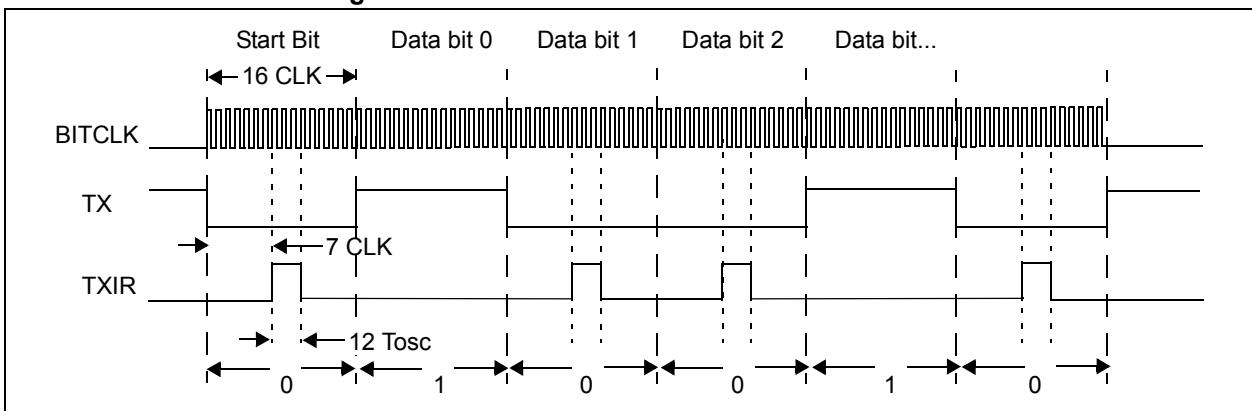 Start Bit Data bit 0 Data bit 1 Data bit 2 Data bit...
16 CLK
BITCLK
TX
7 CLK
TXIR
12 Tosc
0 1 0 0 1 0